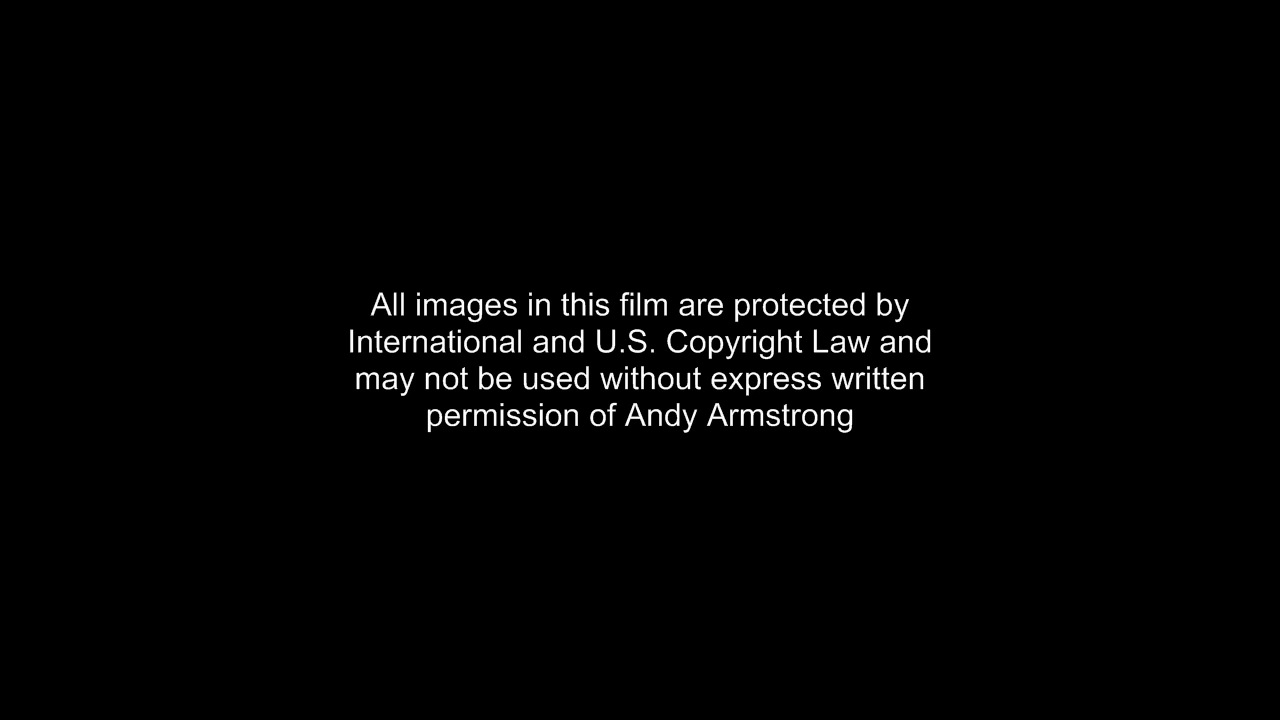 All images in this film are protected by
International and U.S. Copyright Law and
may not be used without express written
permission of Andy Armstrong